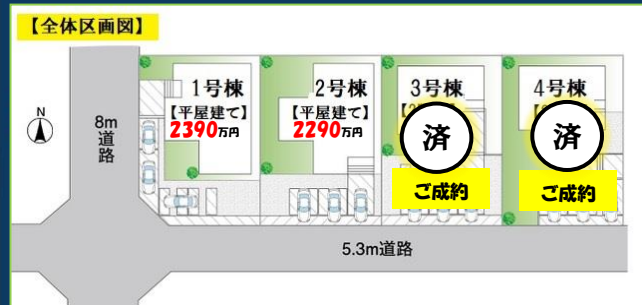 【全体区画図】
N
8m
道路
1号棟
【平屋建て】
2390万円
2号棟
【平屋建て】
2290万円
3号棟
済
ご成約
4号棟
済
ご成約
5.3m道路